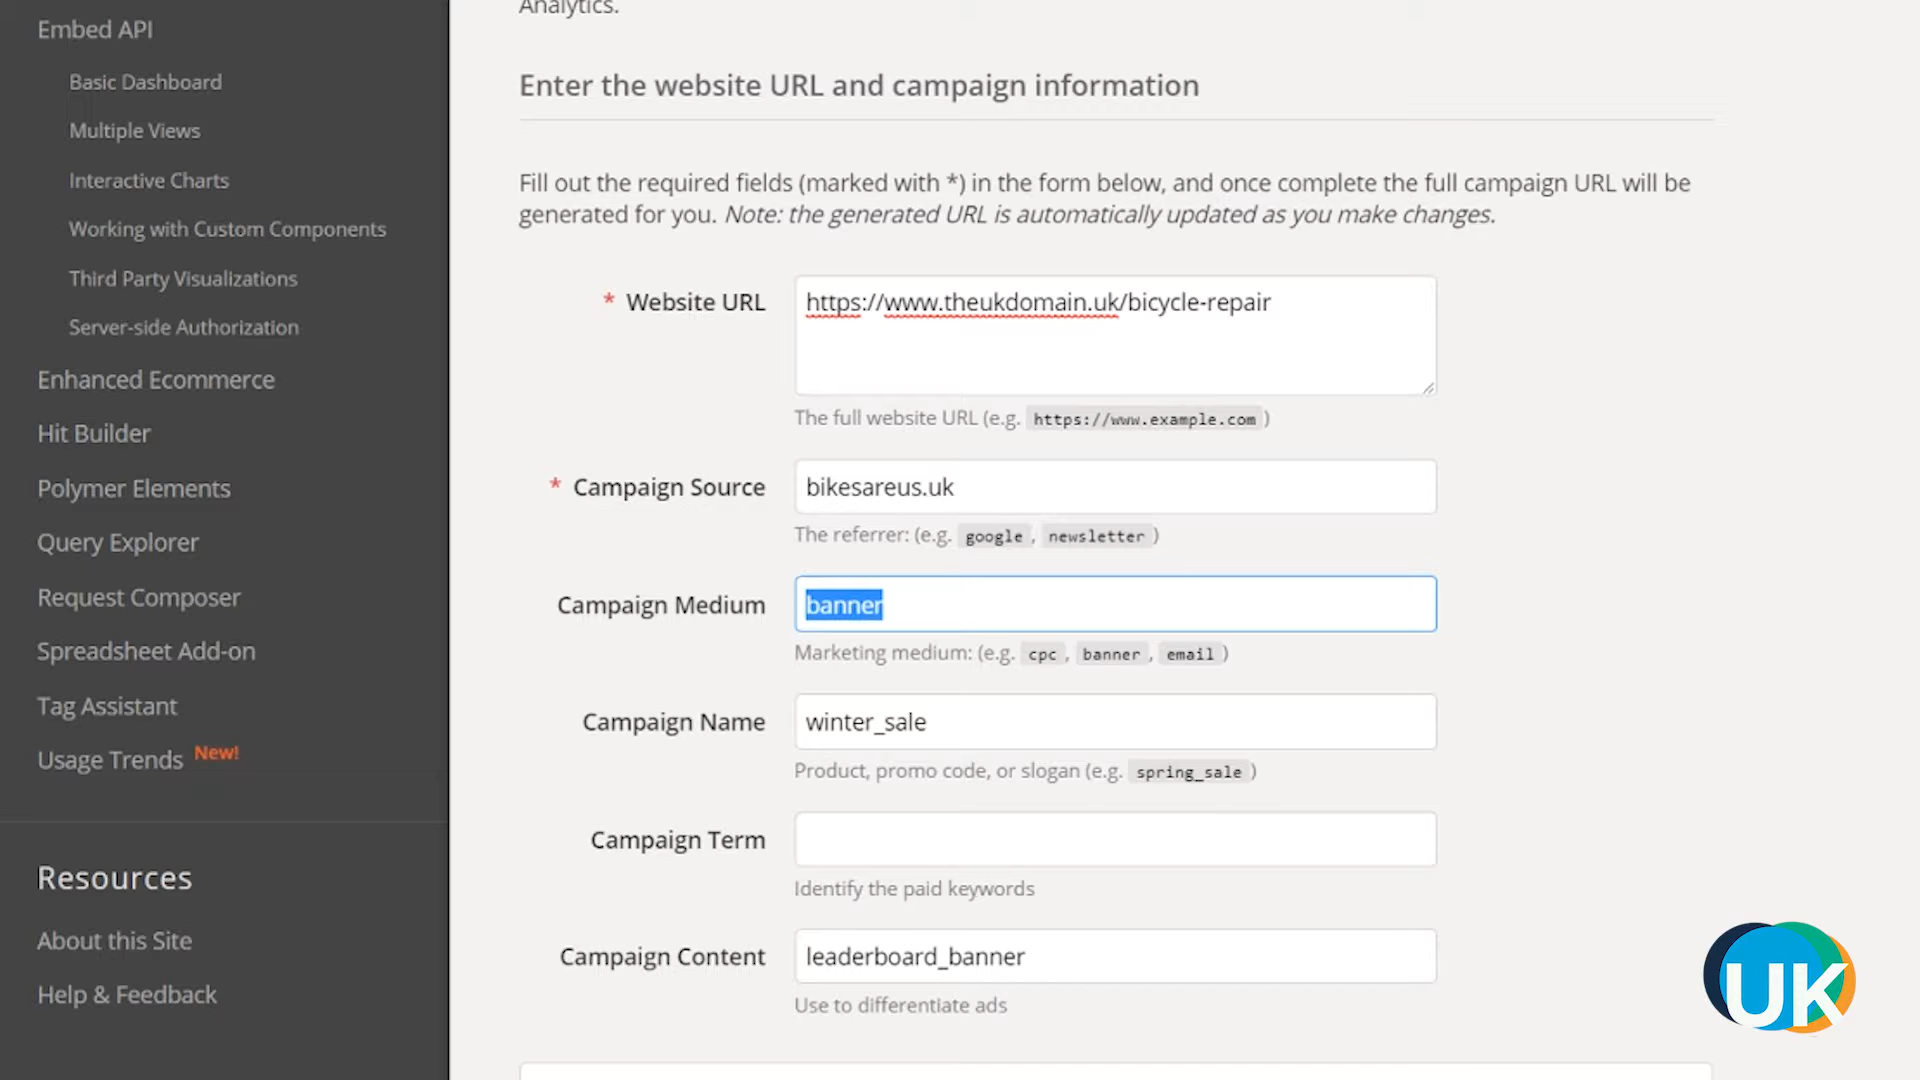 Embed API
Basic Dashboard
Multiple Views
Interactive Charts
Working with Custom Components
Third Party Visualizations
Server-side Authorization
Enhanced Ecommerce
Hit Builder
Polymer Elements
Query Explorer
Request Composer
Spreadsheet Add-on
Tag Assistant
Usage Trends New!
Resources
About this Site
Help & Feedback
Analytics.
Enter the website URL and campaign information
Fill out the required fields (marked with *) in the form below, and once complete the full campaign URL will be
generated for you. Note: the generated URL is automatically updated as you make changes.
* Website URL https://www.theukdomain.uk/bicycle-repair
The full website URL (e.g. https://www.example.com )
* Campaign Source bikesareus.uk
The referrer: (e.g. google , newsletter )
Campaign Medium banner
Marketing medium: (e.g. cpc , banner , email )
Campaign Name winter_sale
Product, promo code, or slogan (e.g. spring_sale )
Campaign Term
Identify the paid keywords
Campaign Content leaderboard_banner
Use to differentiate ads
UK